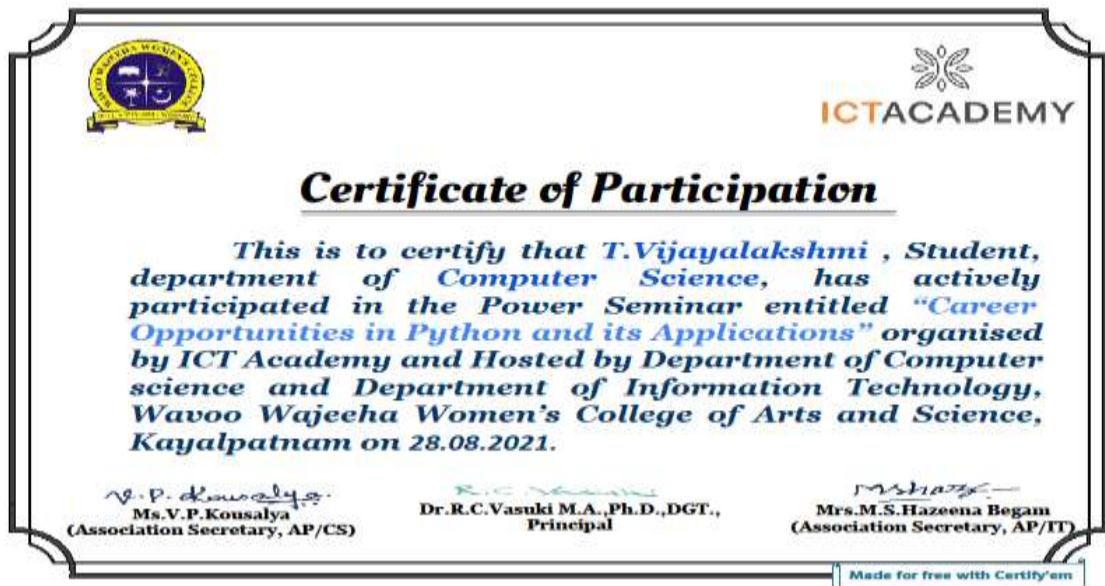 ICTACADEMY
Certificate of Participation
This is to certify that T.Vijayalakshmi , Student,
department of Computer Science, has actively
participated in the Power Seminar entitled “Career
Opportunities in Python and its Applications” organised
by ICT Academy and Hosted by Department of Computer
science and Department of Information Technology,
Wavoo Wajeeha Women’s College of Arts and Science,
Kayalpatnam on 28.08.2021.
V.P. Kousalya
R.C. Vasuki
Ms.V.P.Kousalya
(Association Secretary, AP/CS)
Dr.R.C.Vasuki M.A.,Ph.D.,DGT.,
Principal
Mrs.M.S.Hazeena Begam
(Association Secretary, AP/IT)
Made for free with Certify'em